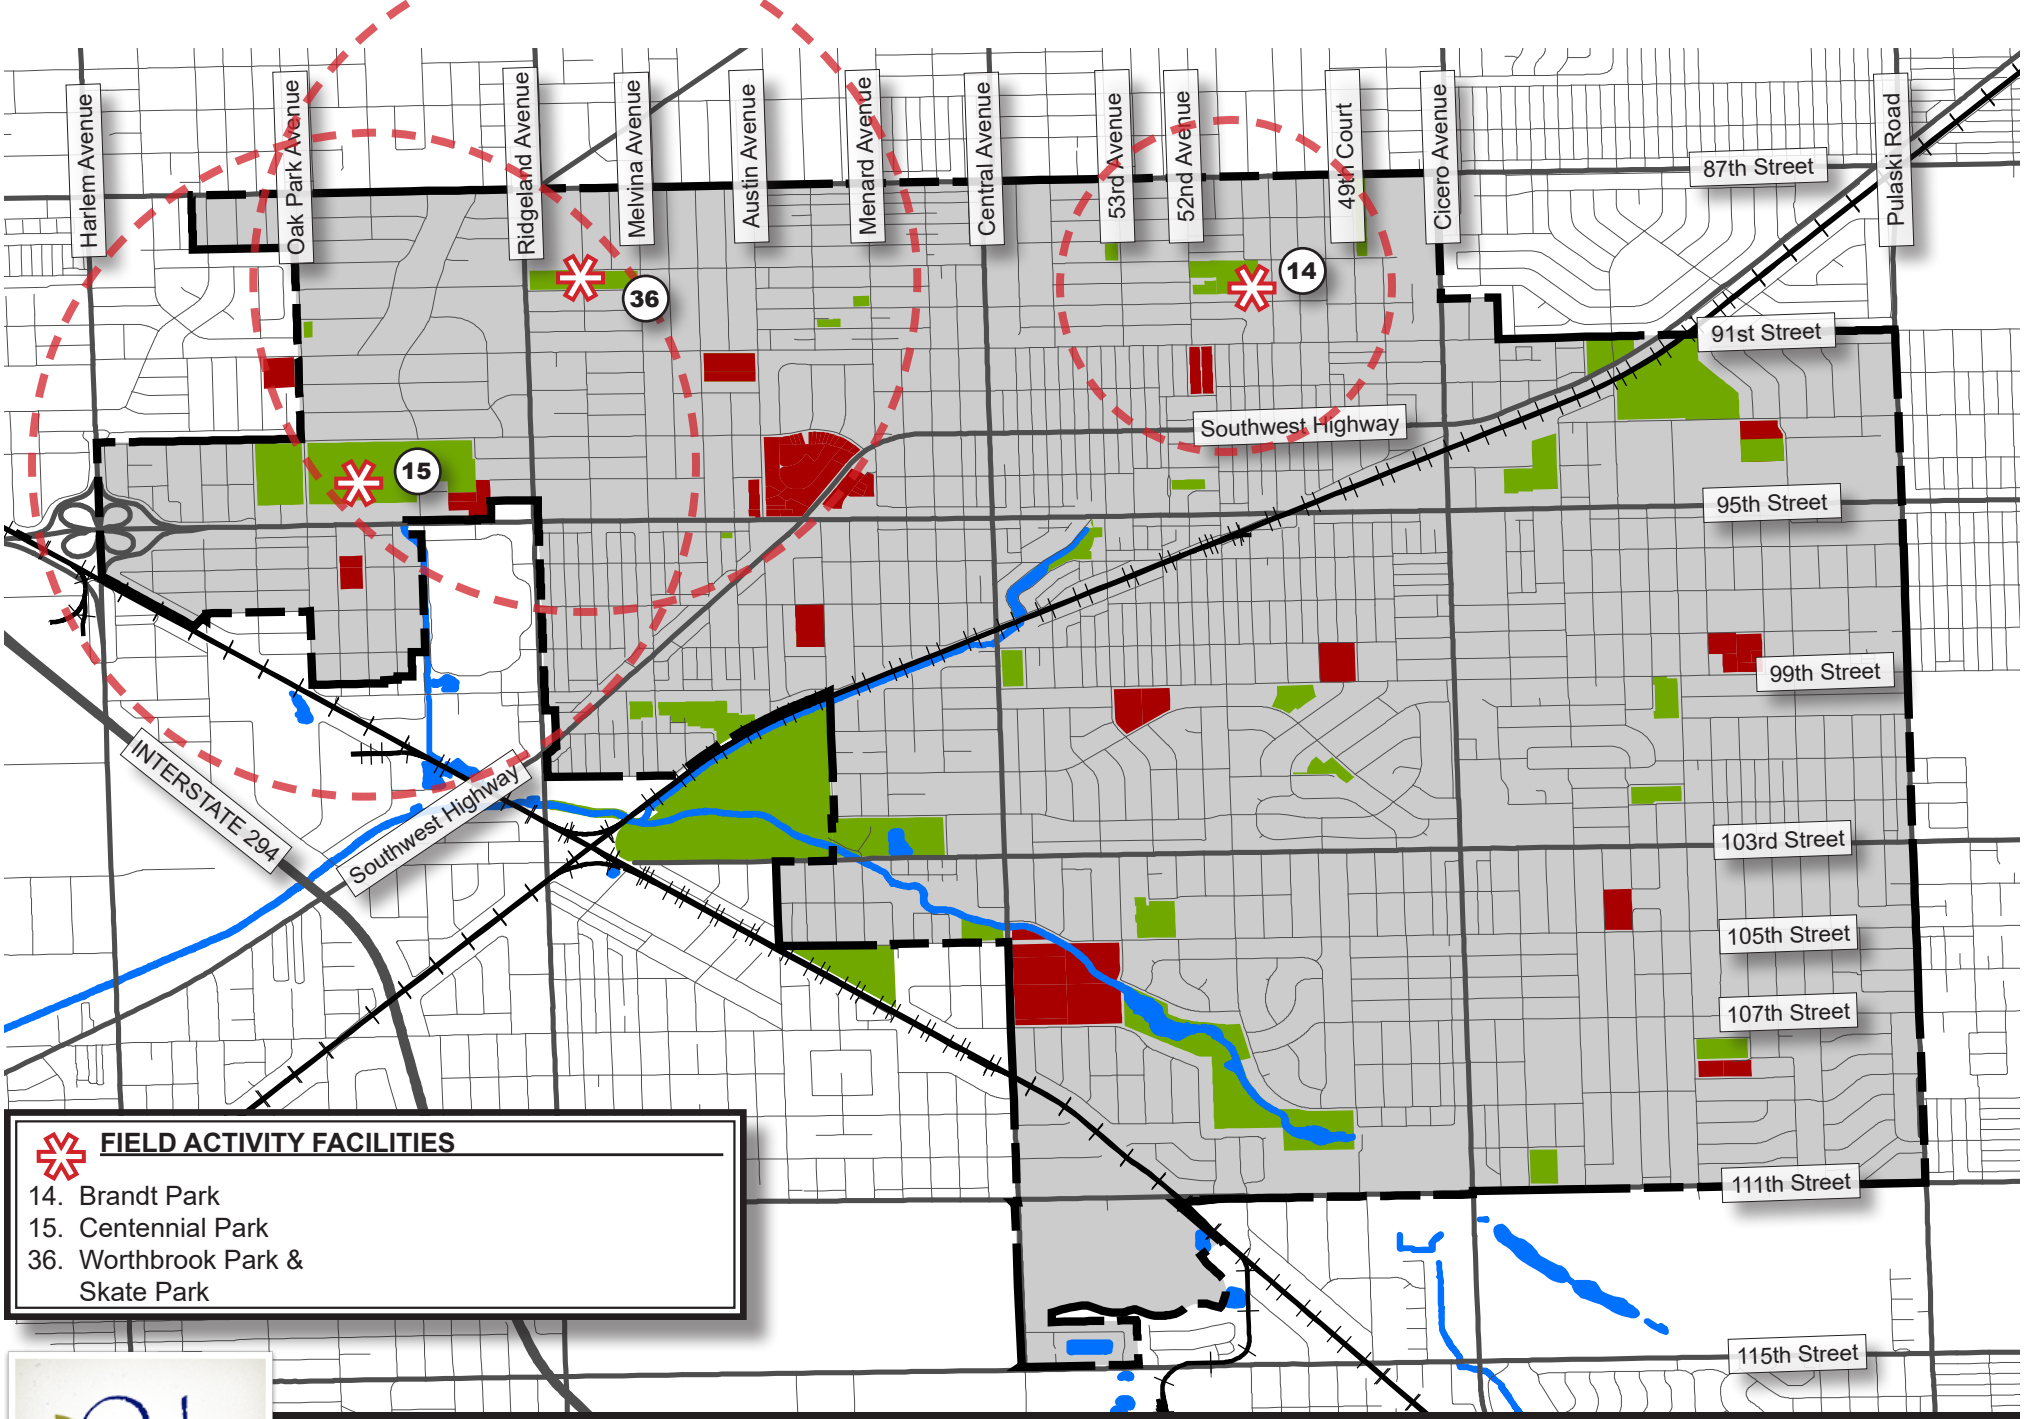 Harlem Avenue
Oak Park Avenue
Ridgeland Avenue
Melvina Avenue
Austin Avenue
Menard Avenue
Central Avenue
53rd Avenue
52nd Avenue
49th Court
Cicero Avenue
Pulaski Road
87th Street
36
14
91st Street
Southwest Highway
15
95th Street
99th Street
INTERSTATE 294
Southwest Highway
103rd Street
105th Street
107th Street
111th Street
115th Street
FIELD ACTIVITY FACILITIES
14. Brandt Park
15. Centennial Park
36. Worthbrook Park &
Skate Park